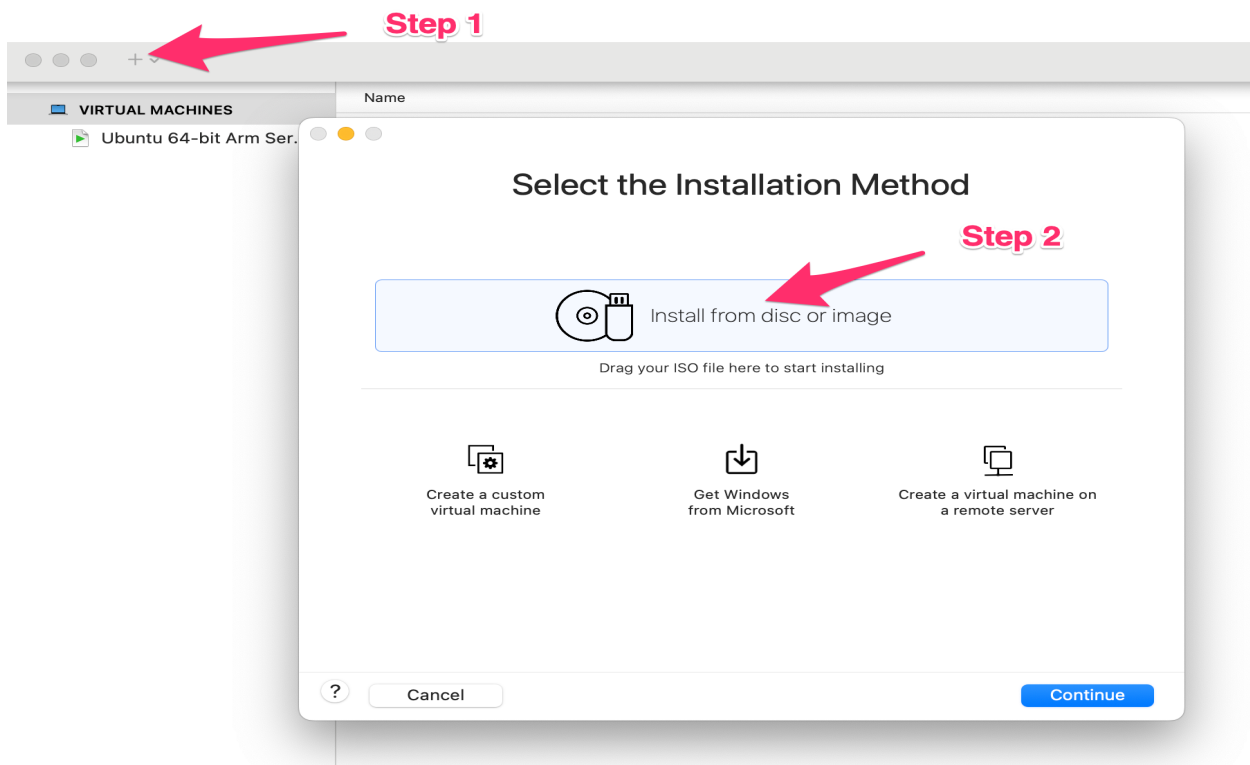 Step 1
VIRTUAL MACHINES
Name
Ubuntu 64-bit Arm Ser.
Select the Installation Method
Step 2
Install from disc or image
Drag your ISO file here to start installing
Create a custom
virtual machine
Get Windows
from Microsoft
Create a virtual machine on
a remote server
?
Cancel
Continue